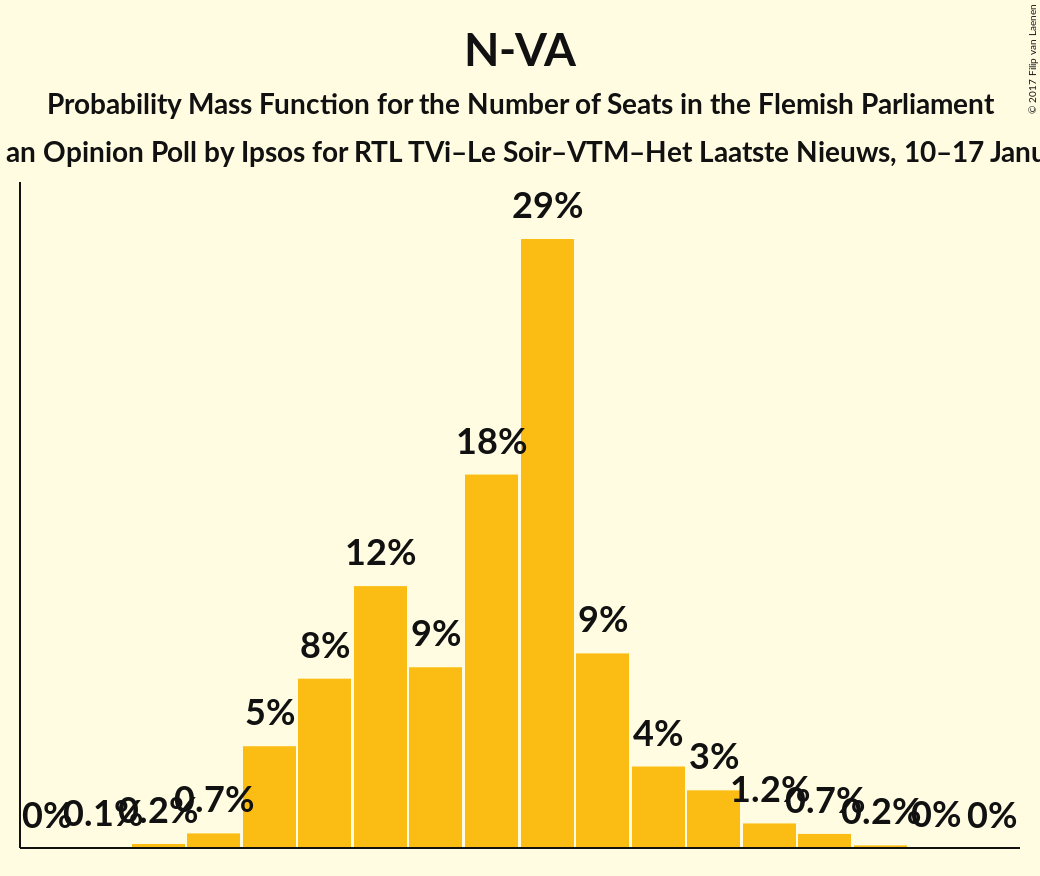 N-VA
Probability Mass Function for the Number of Seats in the Flemish Parliament
an Opinion Poll by Ipsos for RTL TVi–Le Soir–VTM–Het Laatste Nieuws, 10–17
© 2017 Filip van Laenen
29%
18%
12%
9%
9%
8%
5%
4%
3%
1.2%
0% 0.1% 0.2% 0.7%
0.7% 0.2% 0% 0%